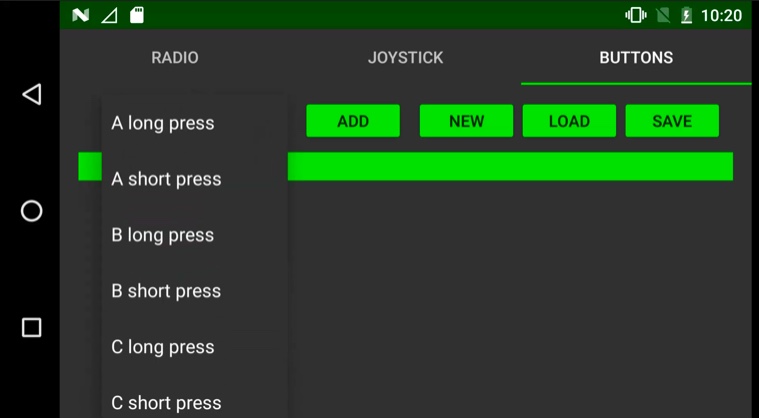 10:20
RADIO JOYSTICK BUTTONS
ADD NEW LOAD SAVE
A long press
A short press
B long press
B short press
C long press
C short press